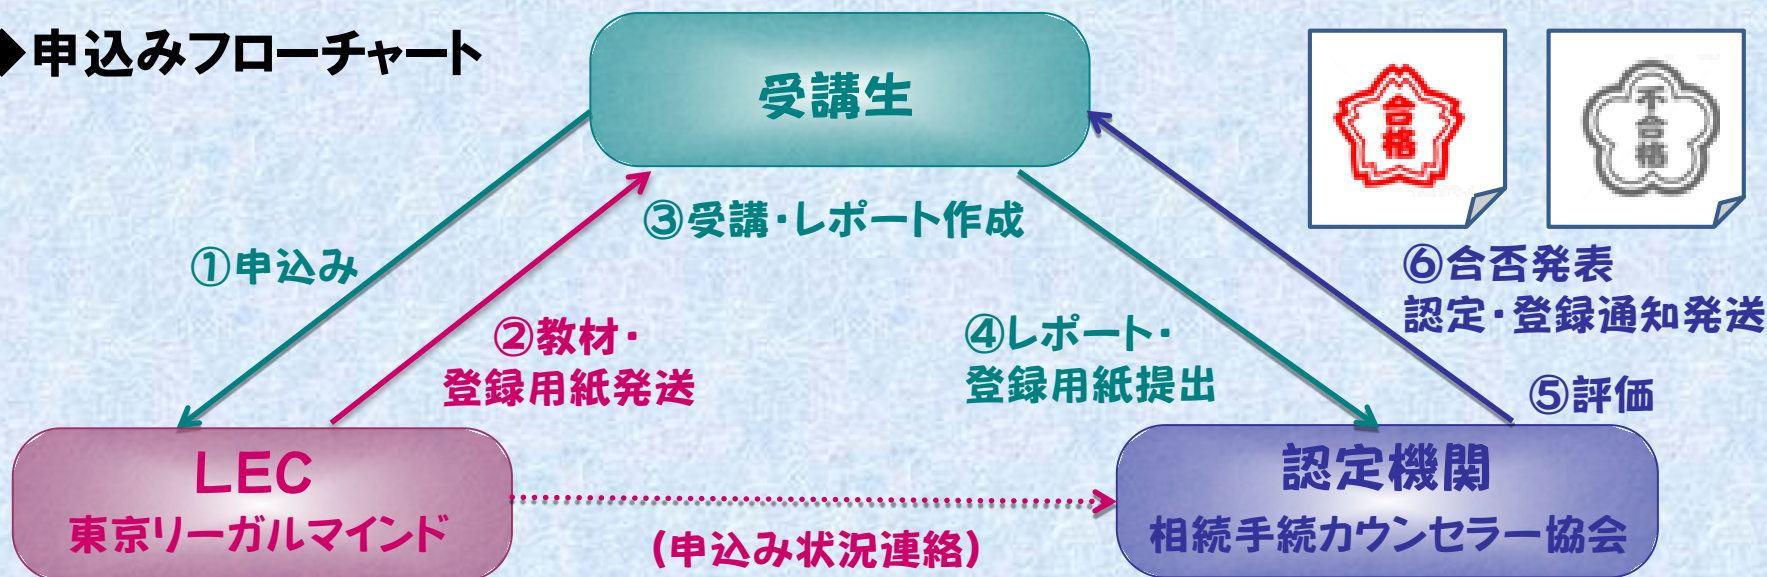 ◆申込みフローチャート
受講生
合格
不合格
③受講・レポート作成
①申込み
⑥合否発表
認定・登録通知発送
②教材・
登録用紙発送
④レポート・
登録用紙提出
⑤評価
LEC
東京リーガルマインド
認定機関
相続手続カウンセラー協会
(申込み状況連絡)